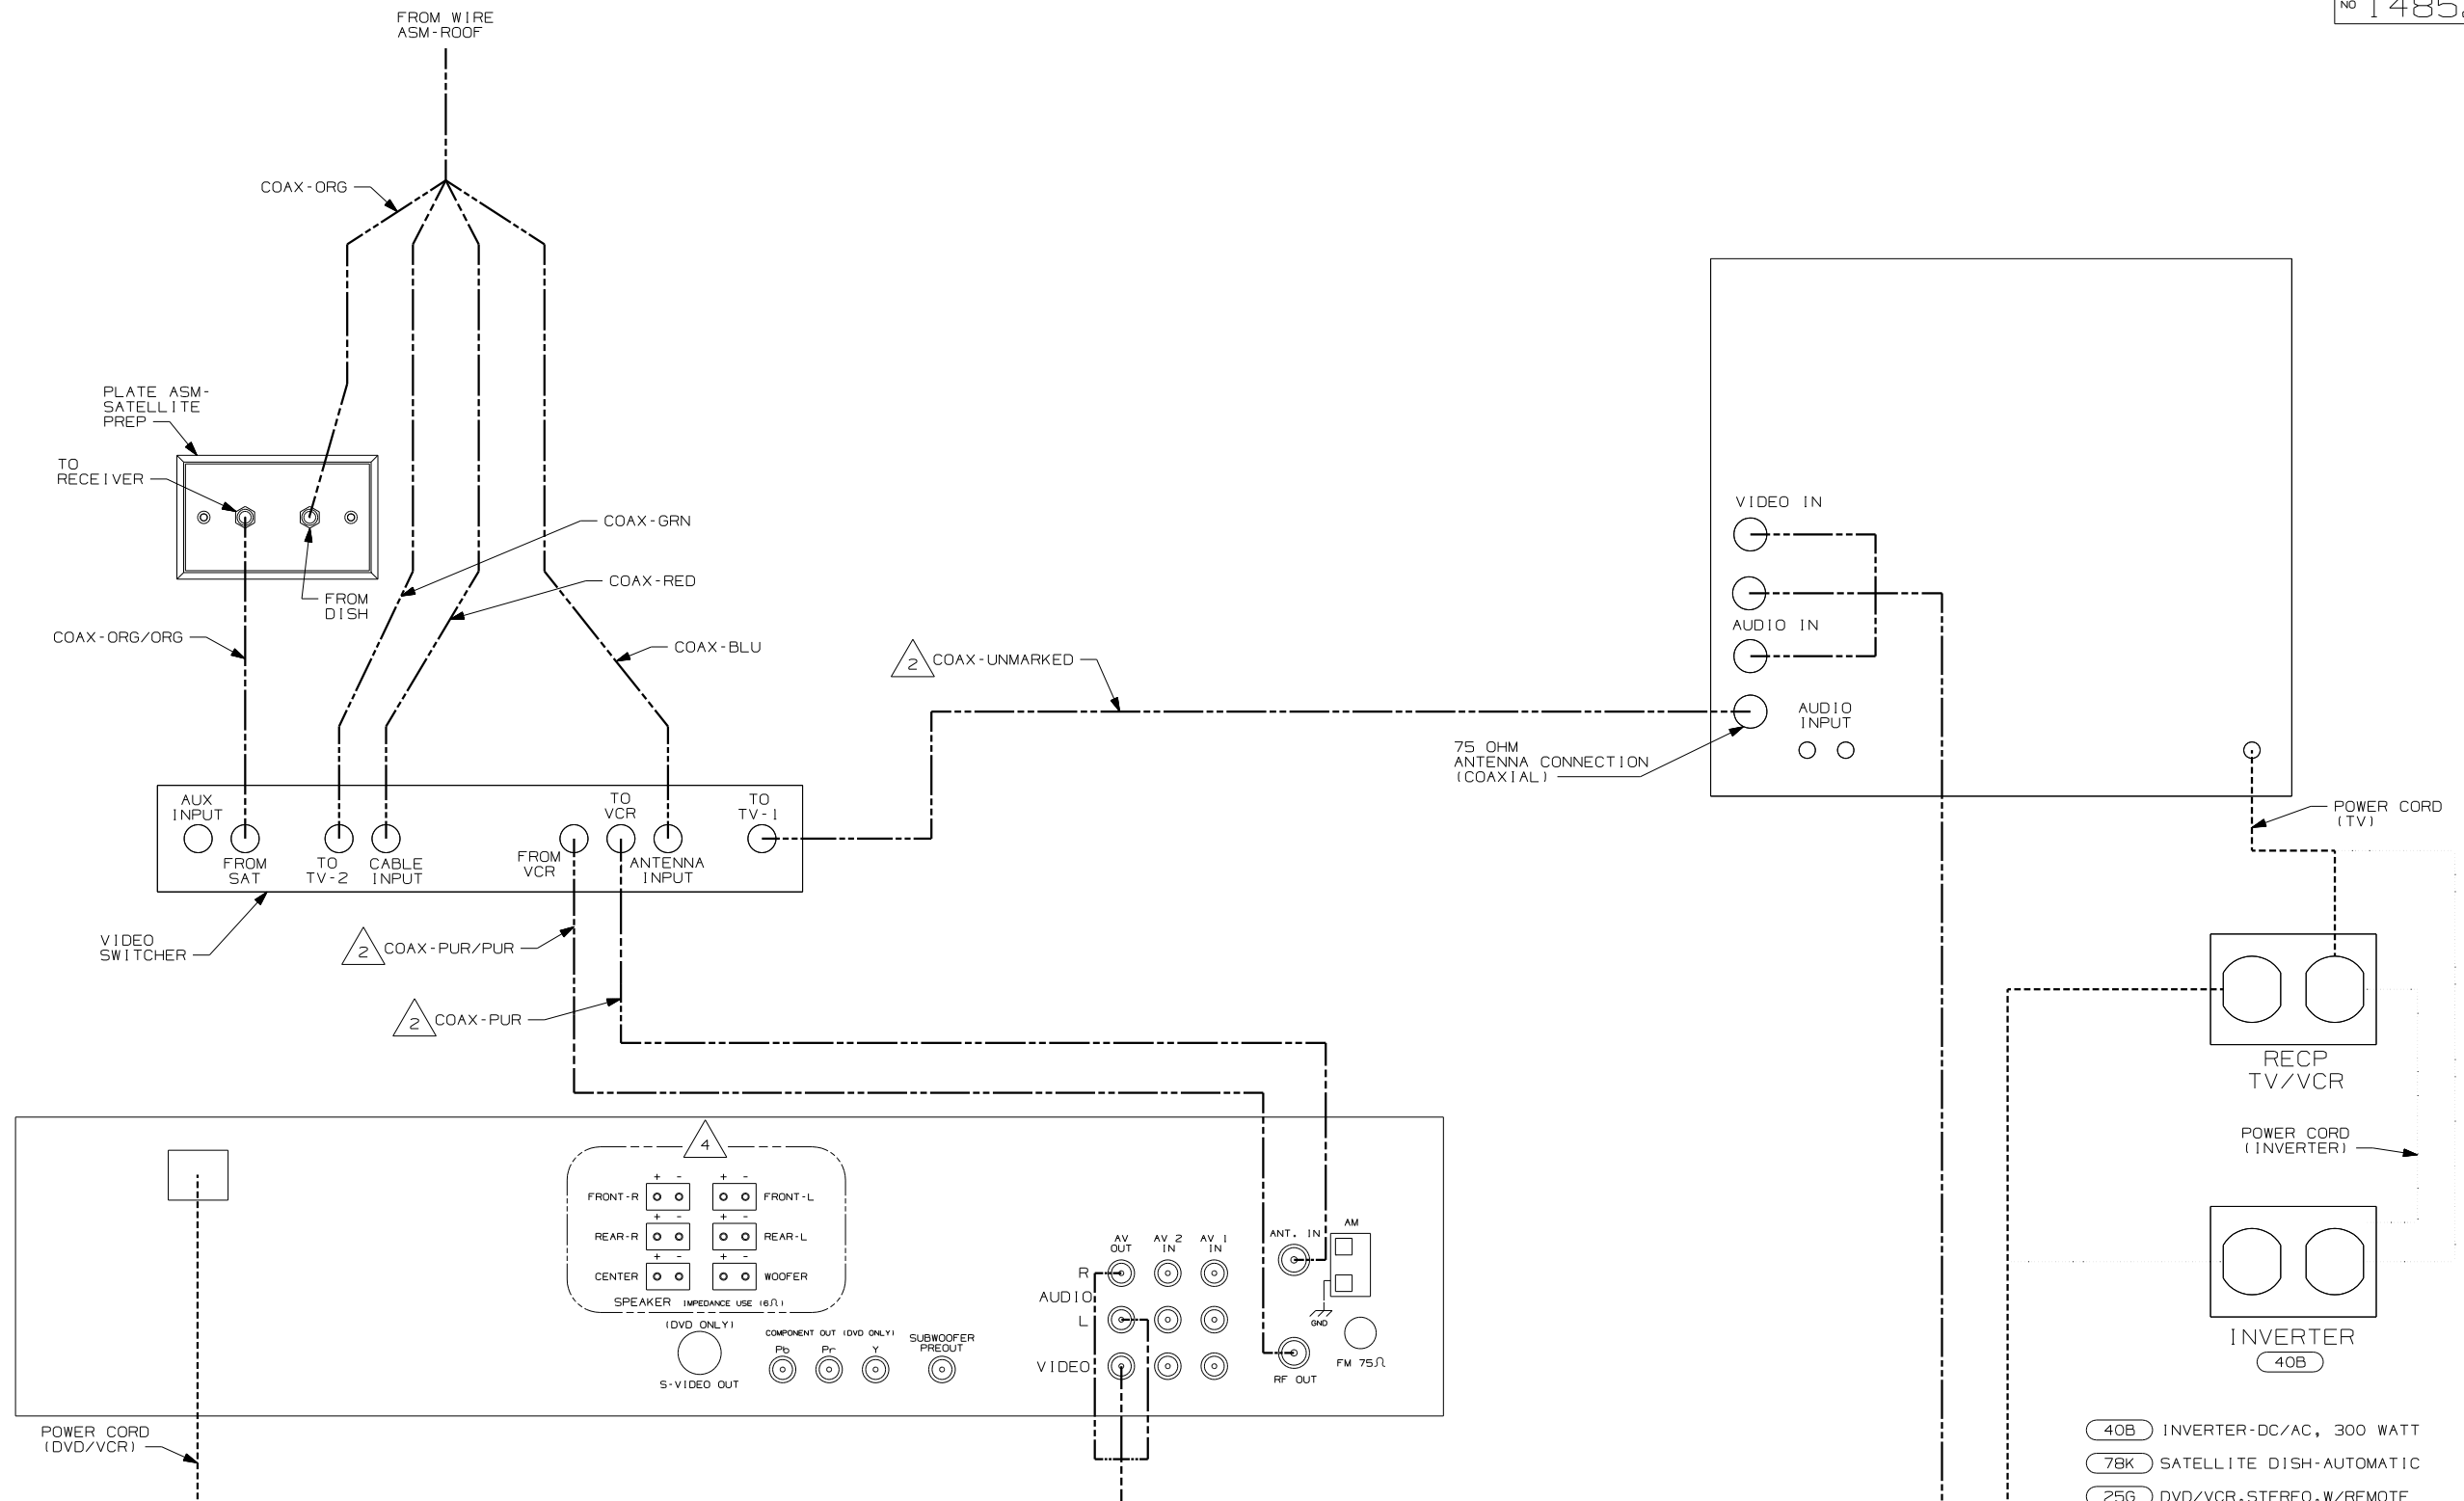 FROM WIRE
ASM-ROOF
NO
COAX-ORG
PLATE ASM-
SATELLITE
PREP
TO
RECEIVER
FROM
DISH
COAX-ORG/ORG
COAX-GRN
COAX-RED
COAX-BLU
2
COAX-UNMARKED
VIDEO IN
AUDIO IN
AUDIO
INPUT
75 OHM
ANTENNA CONNECTION
(COAXIAL)
POWER CORD
(TV)
AUX
INPUT
FROM
SAT
TO
TV-2
CABLE
INPUT
FROM
VCR
TO
VCR
ANTENNA
INPUT
TO
TV-1
VIDEO
SWITCHER
2
COAX-PUR/PUR
2
COAX-PUR
RECP
TV/VCR
POWER CORD
(INVERTER)
INVERTER
40B
4
+ - + -
FRONT-R
FRONT-L
+ - + -
REAR-R
REAR-L
+ - +
CENTER
WOOFER
SPEAKER IMPEDANCE USE (6Ω)
(DVD ONLY)
S-VIDEO OUT
COMPONENT OUT (DVD ONLY)
Pb Pr Y
SUBWOOFER
PREOUT
AV
OUT
AV 2
IN
AV 1
IN
R
AUDIO
L
VIDEO
ANT. IN
AM
GND
FM 75Ω
RF OUT
POWER CORD
(DVD/VCR)
40B INVERTER-DC/AC, 300 WATT
78K SATELLITE DISH-AUTOMATIC
25G DVD/VCR,STEREO,W/REMOTE